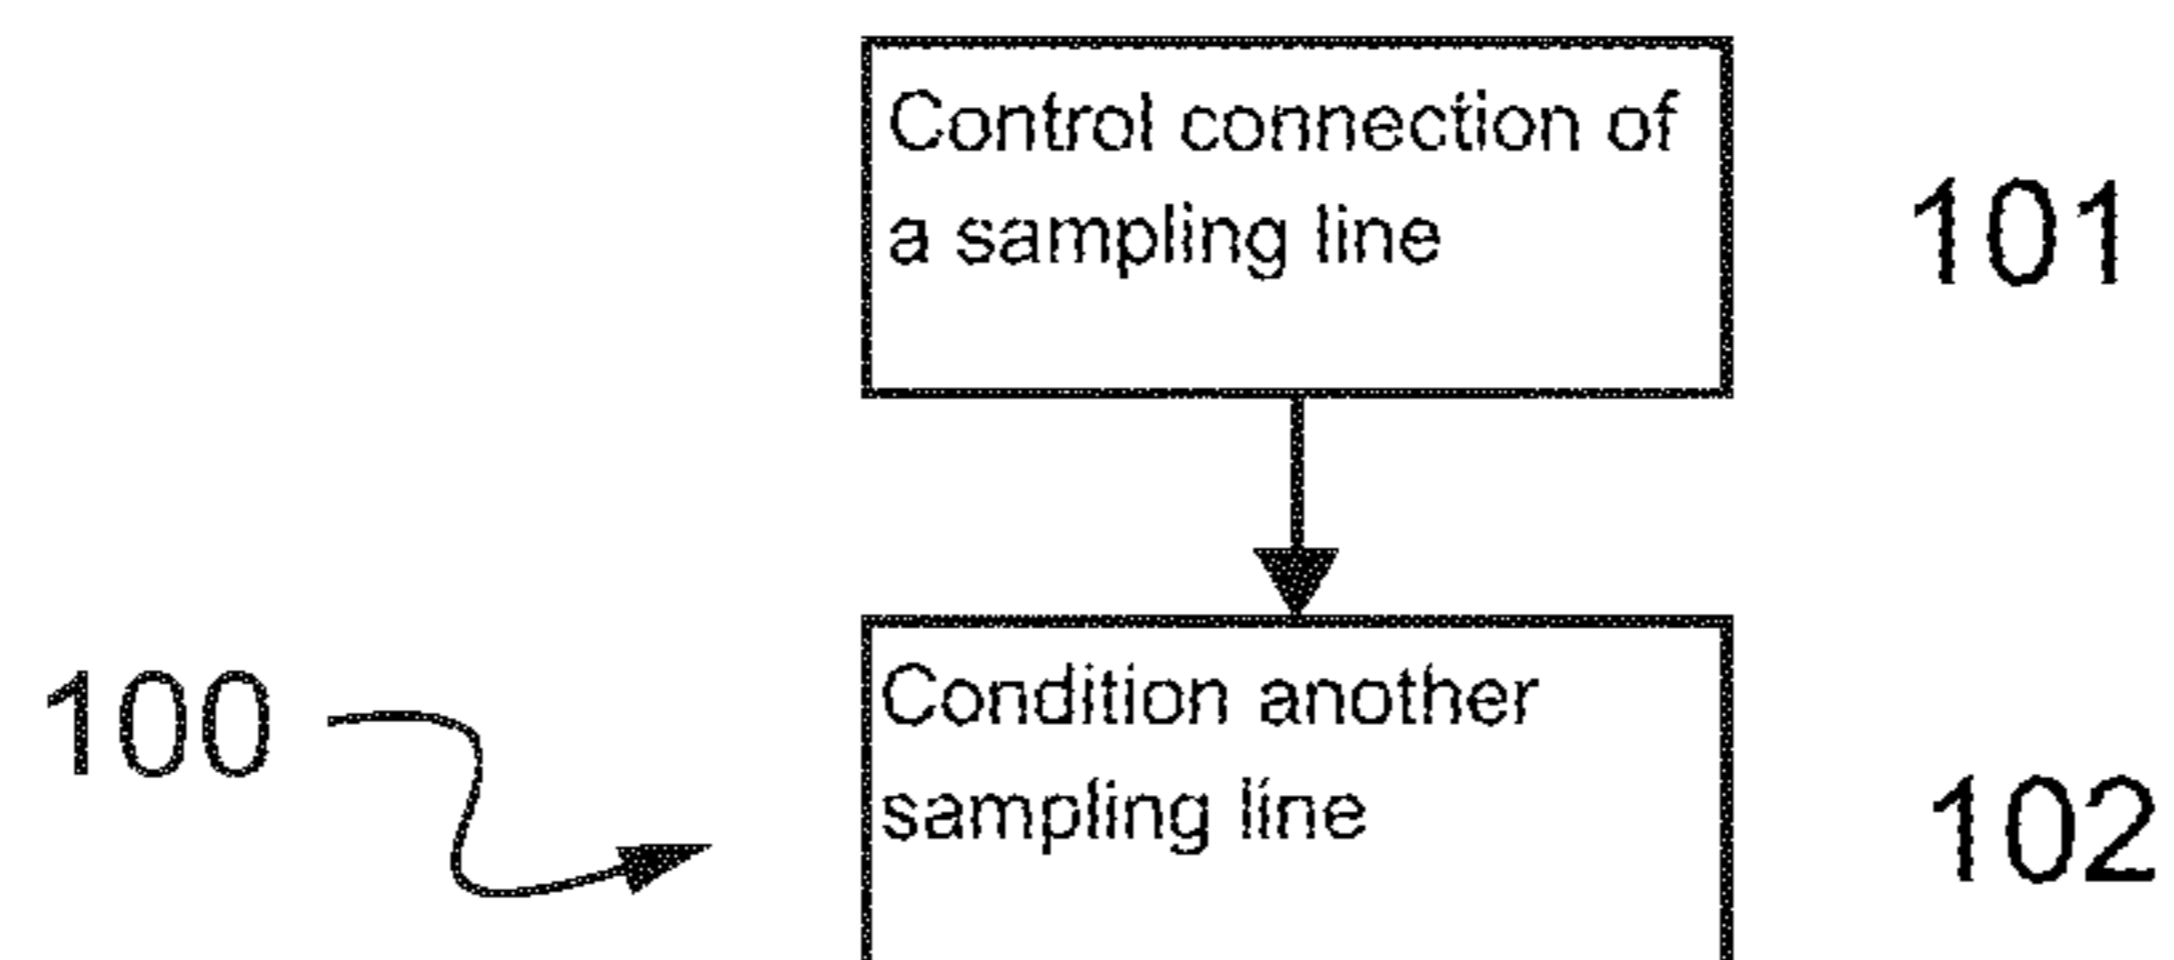 Control connection of
a sampling line
101
100
Condition another
sampling line
102